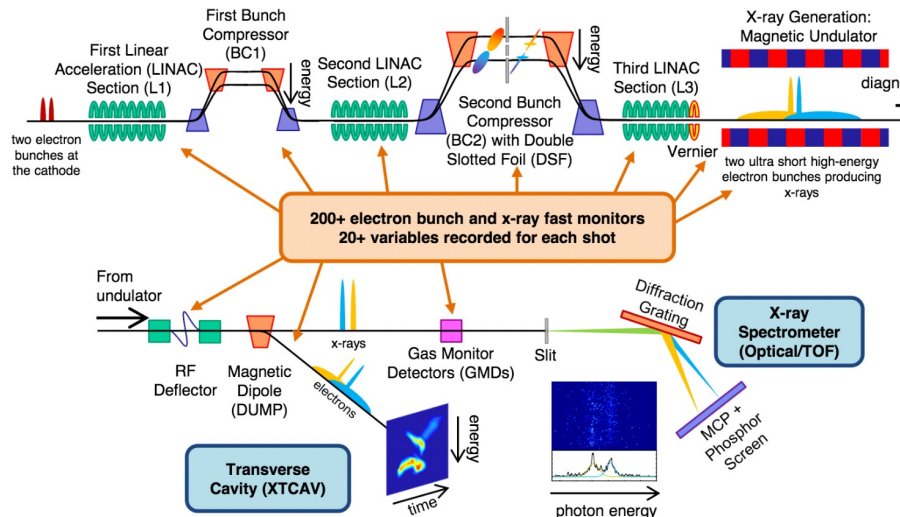 First Bunch
Compressor
(BC1)
First Linear
Acceleration (LINAC)
Section (L1)
energy
Second LINAC
Section (L2)
energy
Third LINAC
Section (L3)
X-ray Generation:
Magnetic Undulator
diagn
two electron
bunches at
the cathode
Second Bunch
Compressor
(BC2) with Double
Slotted Foil (DSF)
Vernier
two ultra short high-energy
electron bunches producing
x-rays
200+ electron bunch and x-ray fast monitors
20+ variables recorded for each shot
From
undulator
RF
Deflector
Magnetic
Dipole
(DUMP)
x-rays
electrons
Gas Monitor
Detectors (GMDs)
Slit
Diffraction
Grating
X-ray
Spectrometer
(Optical/TOF)
MCP +
Phosphor
Screen
energy
time
Transverse
Cavity (XTCAV)
photon energy